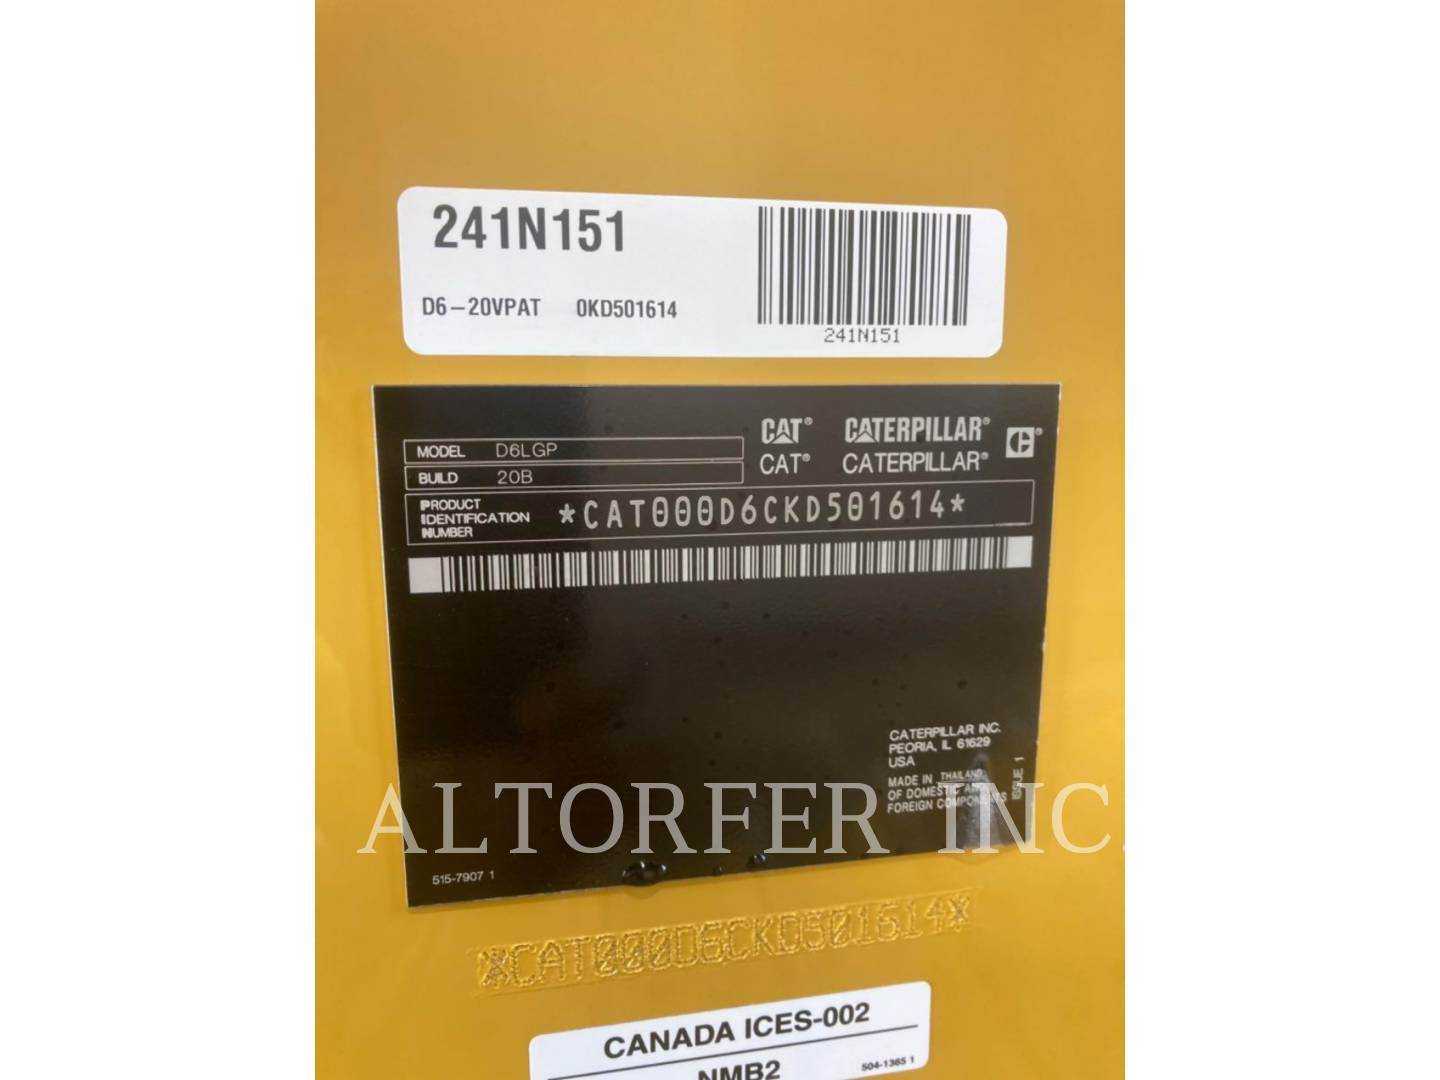 241N151
D6-20VPAT 0KD501614
241N151
CAT® CATERPILLAR®
CAT® CATERPILLAR®
MODEL D6LGP
BUILD 20B
PRODUCT
IDENTIFICATION
NUMBER
*CAT000D6CKD501614*
CATERPILLAR INC.
PEORIA, IL 61629
USA
MADE IN THAILAND
OF DOMESTIC AND
FOREIGN COMPONENTS
ISSUE 1
ALTORFER INC.
515-7907 1
*CAT000D6CKD501614*
CANADA ICES-002
NMB2
504-1365 1